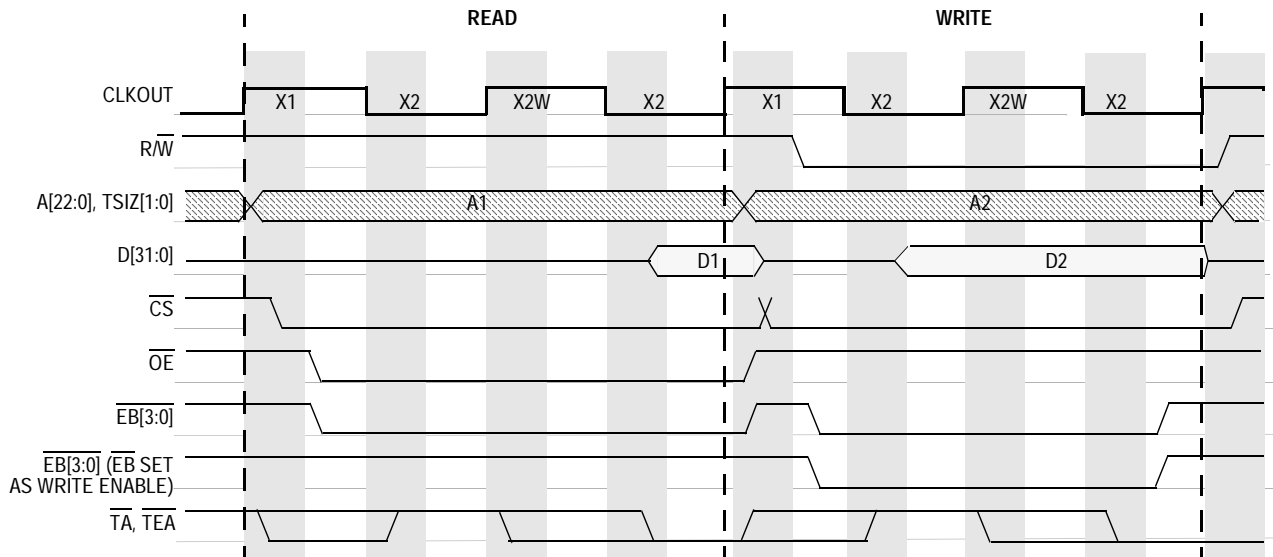 READ WRITE
CLKOUT X1 X2 X2W X2 X1 X2 X2W X2
R/W
A[22:0], TSIZ[1:0] A1 A2
D[31:0] D1 D2
CS
OE
EB[3:0]
EB[3:0] (EB SET
AS WRITE ENABLE)
TA, TEA